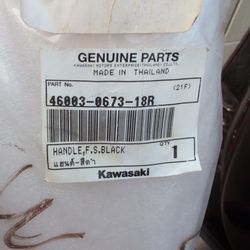 GENUINE PARTS
KAWASAKI MOTORS ENTERPRISE(THAILAND)CO.,LTD.
MADE IN THAILAND
PART No. (21F)
46003-0673-18R
HANDLE,F.S.BLACK
QTY
แฮนด์-สีดำ 1
Kawasaki